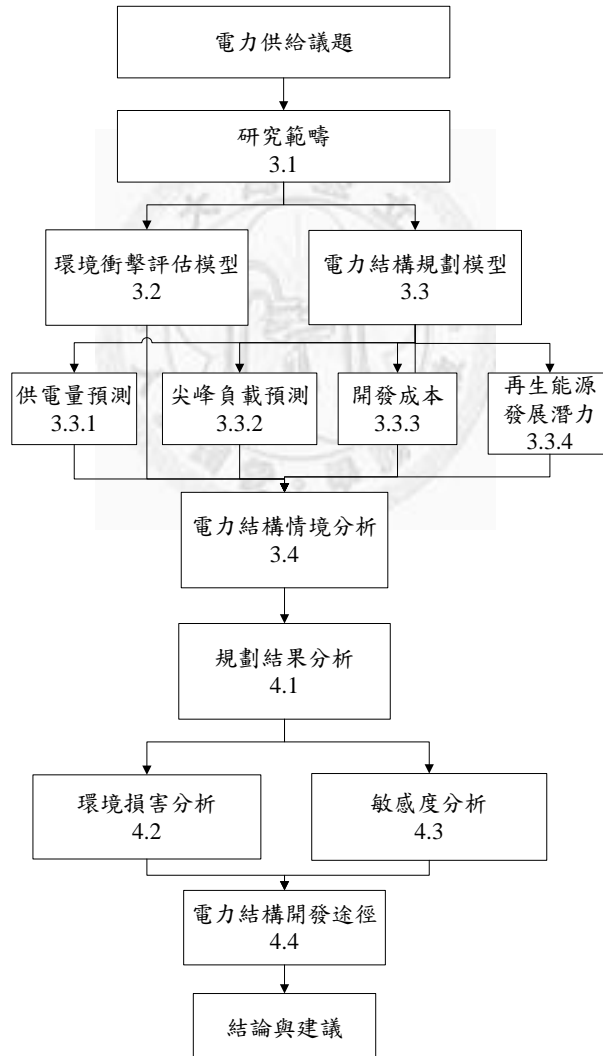 電力供給議題
研究範疇
3.1
環境衝擊評估模型
3.2
電力結構規劃模型
3.3
供電量預測
3.3.1
尖峰負載預測
3.3.2
開發成本
3.3.3
再生能源
發展潛力
3.3.4
電力結構情境分析
3.4
規劃結果分析
4.1
環境損害分析
4.2
敏感度分析
4.3
電力結構開發途徑
4.4
結論與建議